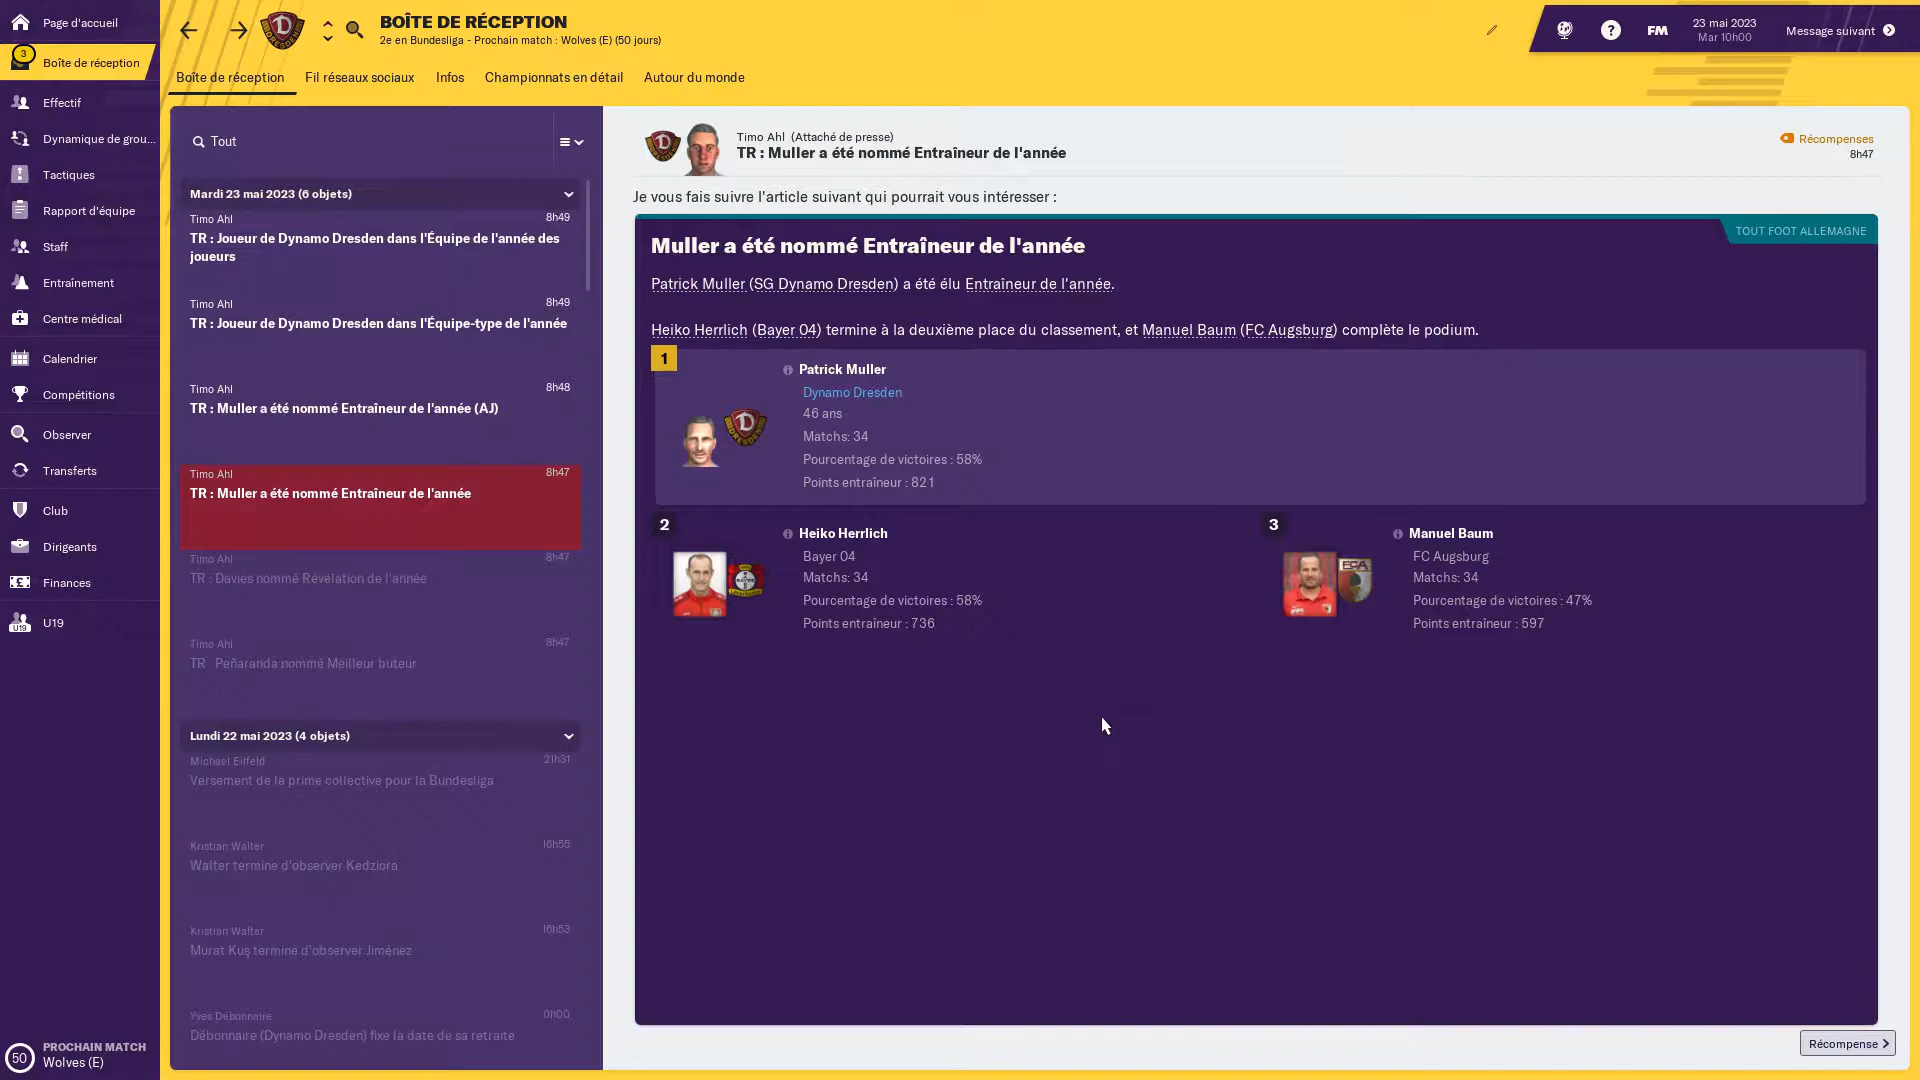 Page d'accueil
3
Boîte de réception
Effectif
Dynamique de grou...
Tactiques
Rapport d'équipe
Staff
Entraînement
Centre médical
Calendrier
Compétitions
Observer
Transferts
Club
Dirigeants
Finances
U19
U19
50
PROCHAIN MATCH
Wolves (E)
BOÎTE DE RÉCEPTION
2e en Bundesliga - Prochain match : Wolves (E) (50 jours)
FM
23 mai 2023
Mar 10h00
Message suivant
Boîte de réception
Fil réseaux sociaux
Infos
Championnats en détail
Autour du monde
Tout
Mardi 23 mai 2023 (6 objets)
Timo Ahl 8h49
TR : Joueur de Dynamo Dresden dans l'Équipe de l'année des
joueurs
Timo Ahl 8h49
TR : Joueur de Dynamo Dresden dans l'Équipe-type de l'année
Timo Ahl 8h48
TR : Muller a été nommé Entraîneur de l'année (AJ)
Timo Ahl 8h47
TR : Muller a été nommé Entraîneur de l'année
Timo Ahl 8h47
TR : Davies nommé Révélation de l'année
Timo Ahl 8h47
TR : Peñaranda nommé Meilleur buteur
Lundi 22 mai 2023 (4 objets)
Michael Eilfeld 21h31
Versement de la prime collective pour la Bundesliga
Kristian Walter 16h55
Walter termine d'observer Kedziora
Kristian Walter 16h53
Murat Kuş termine d'observer Jiménez
Yves Débonnaire 0h00
Débonnaire (Dynamo Dresden) fixe la date de sa retraite
Timo Ahl (Attaché de presse)
TR : Muller a été nommé Entraîneur de l'année
Récompenses
8h47
Je vous fais suivre l'article suivant qui pourrait vous intéresser :
TOUT FOOT ALLEMAGNE
Muller a été nommé Entraîneur de l'année
Patrick Muller (SG Dynamo Dresden) a été élu Entraîneur de l'année.
Heiko Herrlich (Bayer 04) termine à la deuxième place du classement, et Manuel Baum (FC Augsburg) complète le podium.
1
Patrick Muller
Dynamo Dresden
46 ans
Matchs: 34
Pourcentage de victoires : 58%
Points entraîneur : 821
2
Heiko Herrlich
Bayer 04
Matchs: 34
Pourcentage de victoires : 58%
Points entraîneur : 736
3
Manuel Baum
FC Augsburg
Matchs: 34
Pourcentage de victoires : 47%
Points entraîneur : 597
Récompense